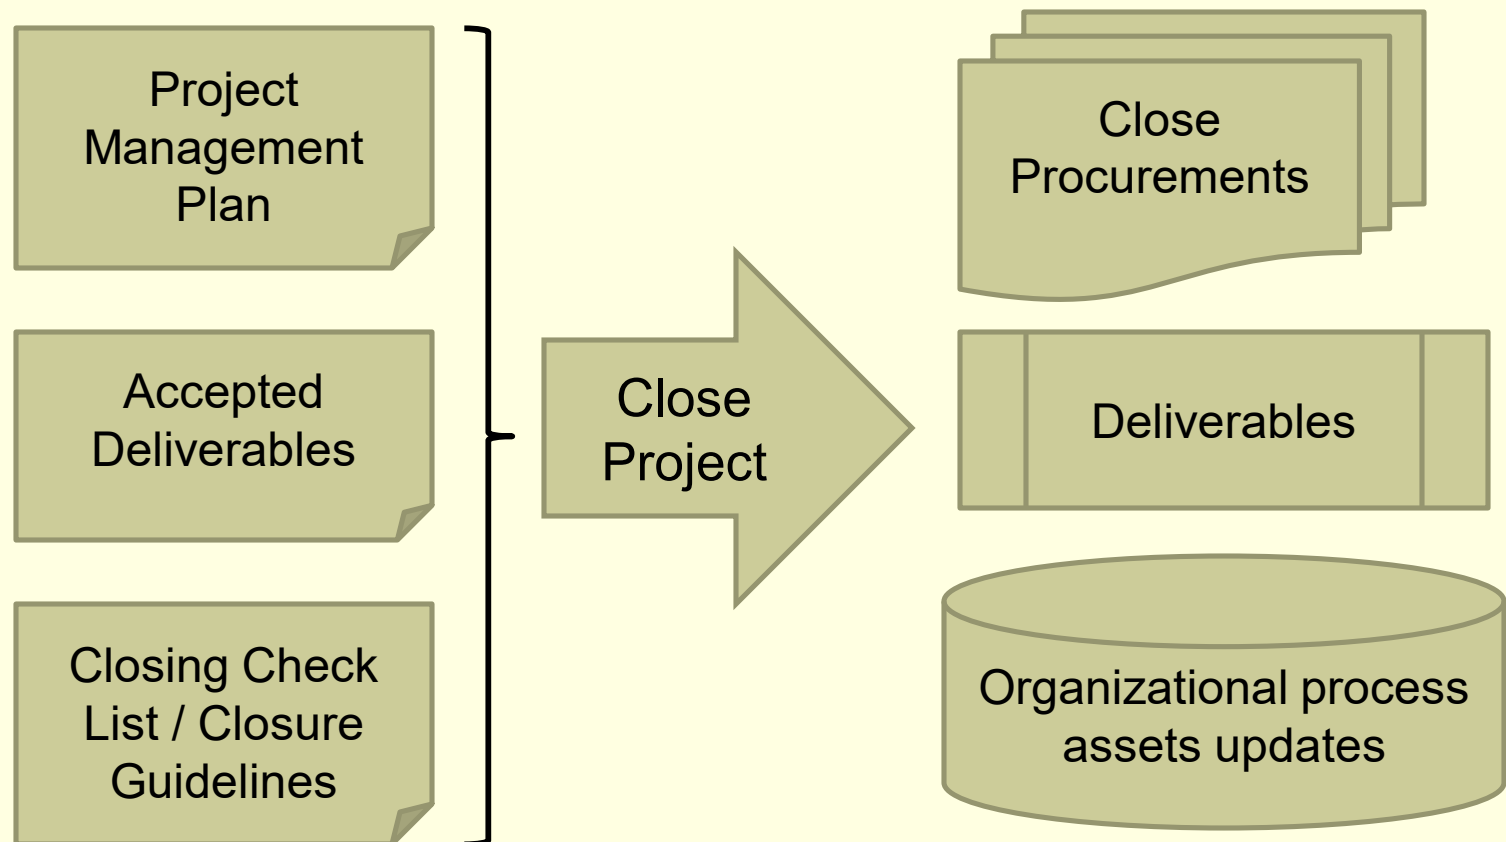 Project
Management
Plan
Accepted
Deliverables
Closing Check
List / Closure
Guidelines
Close
Project
Close
Procurements
Deliverables
Organizational process
assets updates